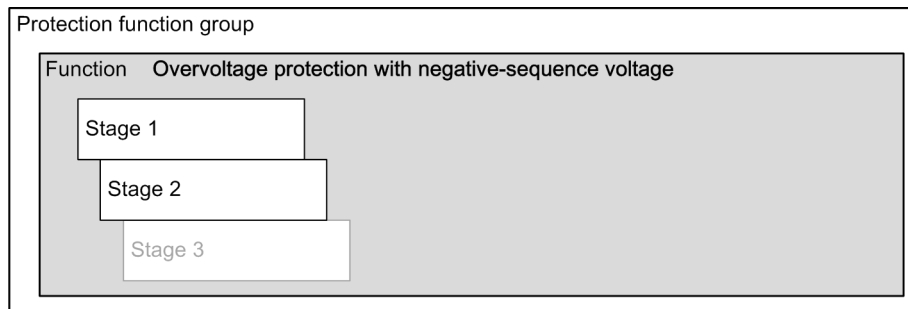 Protection function group
Function Overvoltage protection with negative-sequence voltage
Stage 1
Stage 2
Stage 3